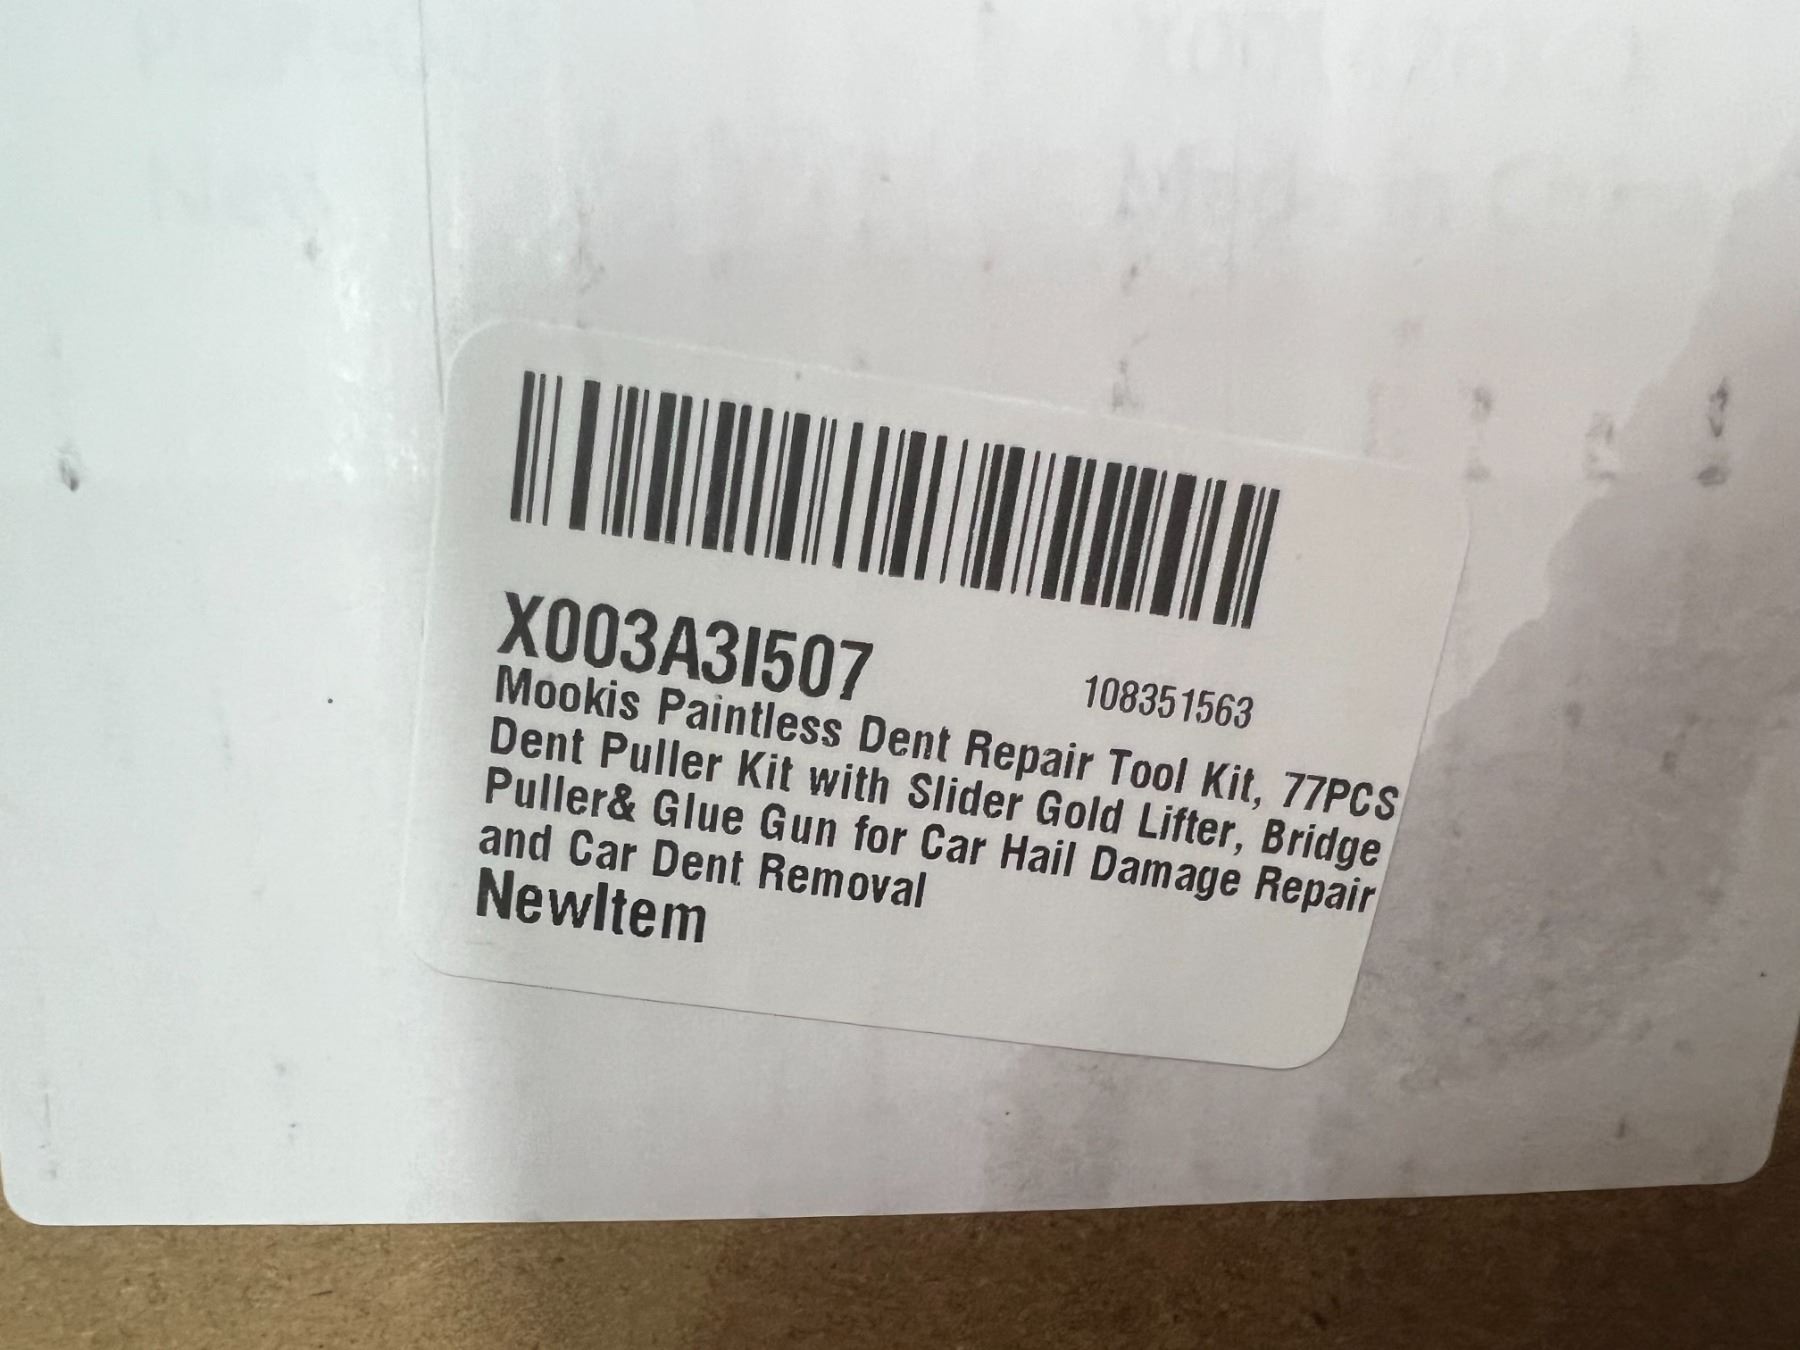 X003A3I507
108351563
Mookis Paintless Dent Repair Tool Kit, 77PCS
Dent Puller Kit with Slider Gold Lifter, Bridge
Puller& Glue Gun for Car Hail Damage Repair
and Car Dent Removal
NewItem